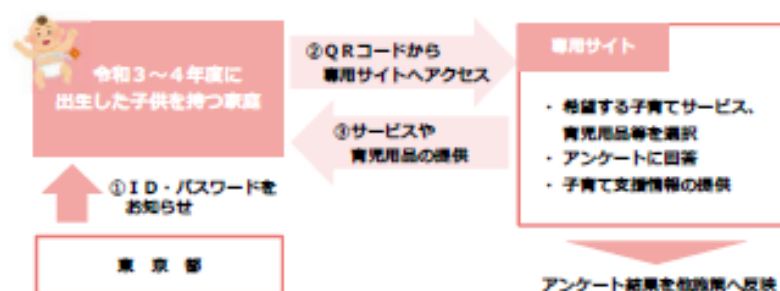 令和3~4年度に
出生した子供を持つ家庭
②QRコードから
専用サイトへアクセス
③サービスや
育児用品の提供
①ID・パスワードを
お知らせ
東京都
専用サイト
・ 希望する子育てサービス、
育児用品等を選択
・ アンケートに回答
・ 子育て支援情報の提供
アンケート結果を他施策へ反映